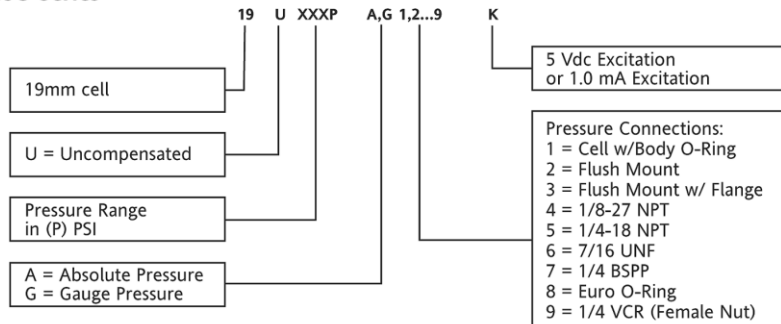 19 U XXXP A,G 1,2...9 K
19mm cell
U = Uncompensated
Pressure Range
in (P) PSI
A = Absolute Pressure
G = Gauge Pressure
5 Vdc Excitation
or 1.0 mA Excitation
Pressure Connections:
1 = Cell w/Body O-Ring
2 = Flush Mount
3 = Flush Mount w/ Flange
4 = 1/8-27 NPT
5 = 1/4-18 NPT
6 = 7/16 UNF
7 = 1/4 BSPP
8 = Euro O-Ring
9 = 1/4 VCR (Female Nut)